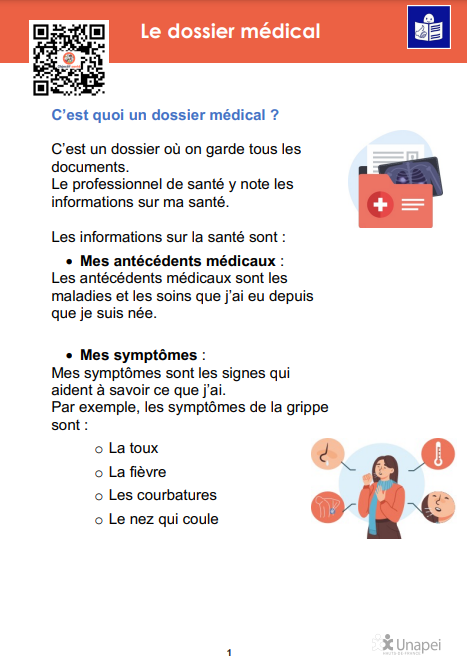 Le dossier médical
C'est quoi un dossier médical ?
C'est un dossier où on garde tous les
documents.
Le professionnel de santé y note les
informations sur ma santé.
Les informations sur la santé sont :
• Mes antécédents médicaux :
Les antécédents médicaux sont les
maladies et les soins que j'ai eu depuis
que je suis née.
• Mes symptômes :
Mes symptômes sont les signes qui
aident à savoir ce que j'ai.
Par exemple, les symptômes de la grippe
sont :
o La toux
o La fièvre
o Les courbatures
o Le nez qui coule
Unapei
HAUTS DE FRANCE
1